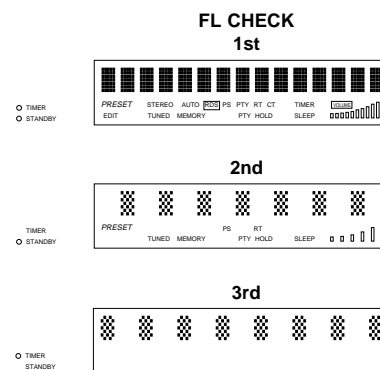 FL CHECK
1st
PRESET STEREO AUTO RDS PS PTY RT CT TIMER VOLUME
EDIT TUNED MEMORY PTY HOLD SLEEP
TIMER
STANDBY
2nd
PRESET PS RT
TUNED MEMORY PTY HOLD SLEEP
TIMER
STANDBY
3rd
TIMER
STANDBY